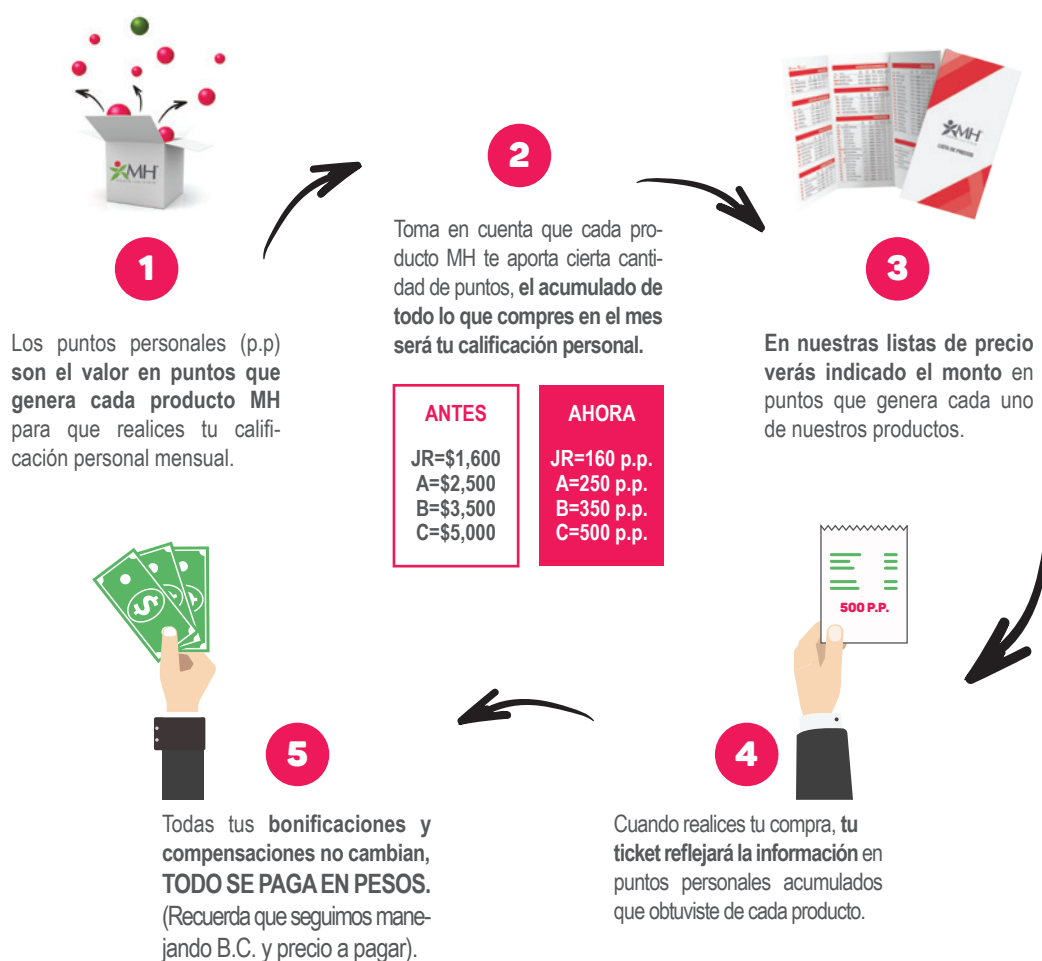 MH
1
Los puntos personales (p.p)
son el valor en puntos que
genera cada producto MH
para que realices tu califi-
cación personal mensual.
2
Toma en cuenta que cada pro-
ducto MH te aporta cierta canti-
dad de puntos, el acumulado de
todo lo que compres en el mes
será tu calificación personal.
ANTES
JR=$1,600
A=$2,500
B=$3,500
C=$5,000
AHORA
JR=160 p.p.
A=250 p.p.
B=350 p.p.
C=500 p.p.
MH
LISTA DE PRECIOS
3
En nuestras listas de precio
verás indicado el monto en
puntos que genera cada uno
de nuestros productos.
500 P.P.
4
Cuando realices tu compra, tu
ticket reflejará la información en
puntos personales acumulados
que obtuviste de cada producto.
5
Todas tus bonificaciones y
compensaciones no cambian,
TODO SE PAGA EN PESOS.
(Recuerda que seguimos mane-
jando B.C. y precio a pagar).